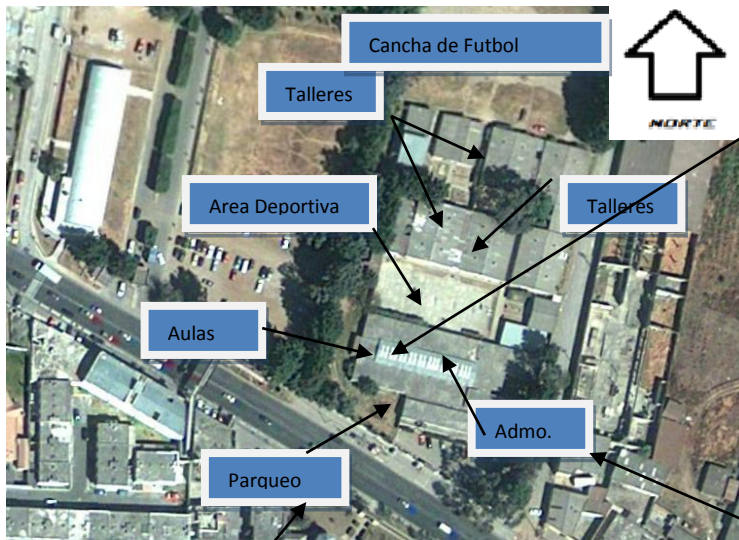 Cancha de Futbol
Talleres
NORTE
Area Deportiva
Talleres
Aulas
Admo.
Parqueo